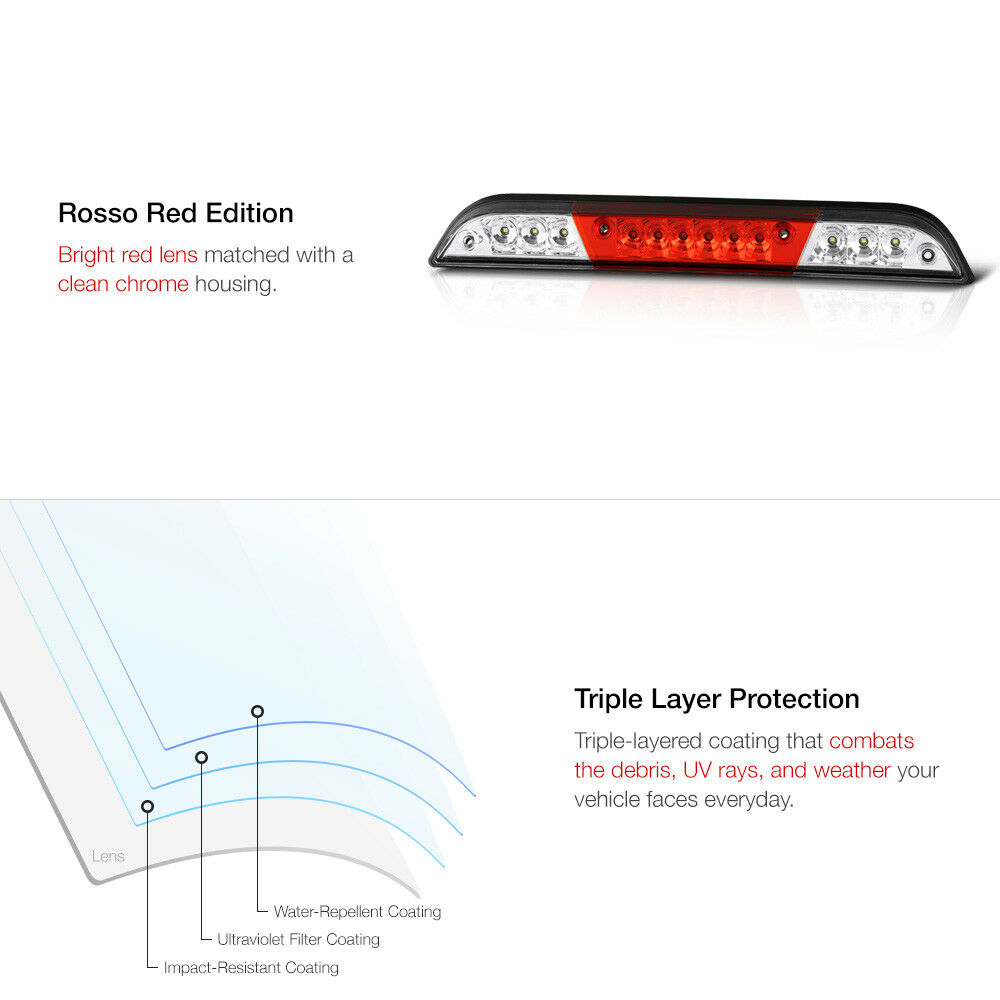 Rosso Red Edition
Bright red lens matched with a
clean chrome housing.
Triple Layer Protection
Triple-layered coating that combats
the debris, UV rays, and weather your
vehicle faces everyday.
Lens
Water-Repellent Coating
Ultraviolet Filter Coating
Impact-Resistant Coating